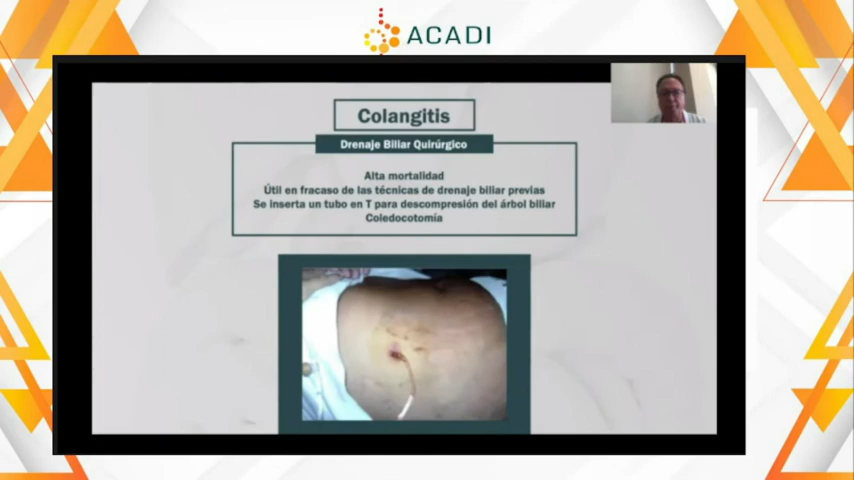 ACADI
Colangitis
Drenaje Biliar Quirúrgico
Alta mortalidad
Útil en fracaso de las técnicas de drenaje biliar previas
Se inserta un tubo en T para descompresión del árbol biliar
Coledocotomía